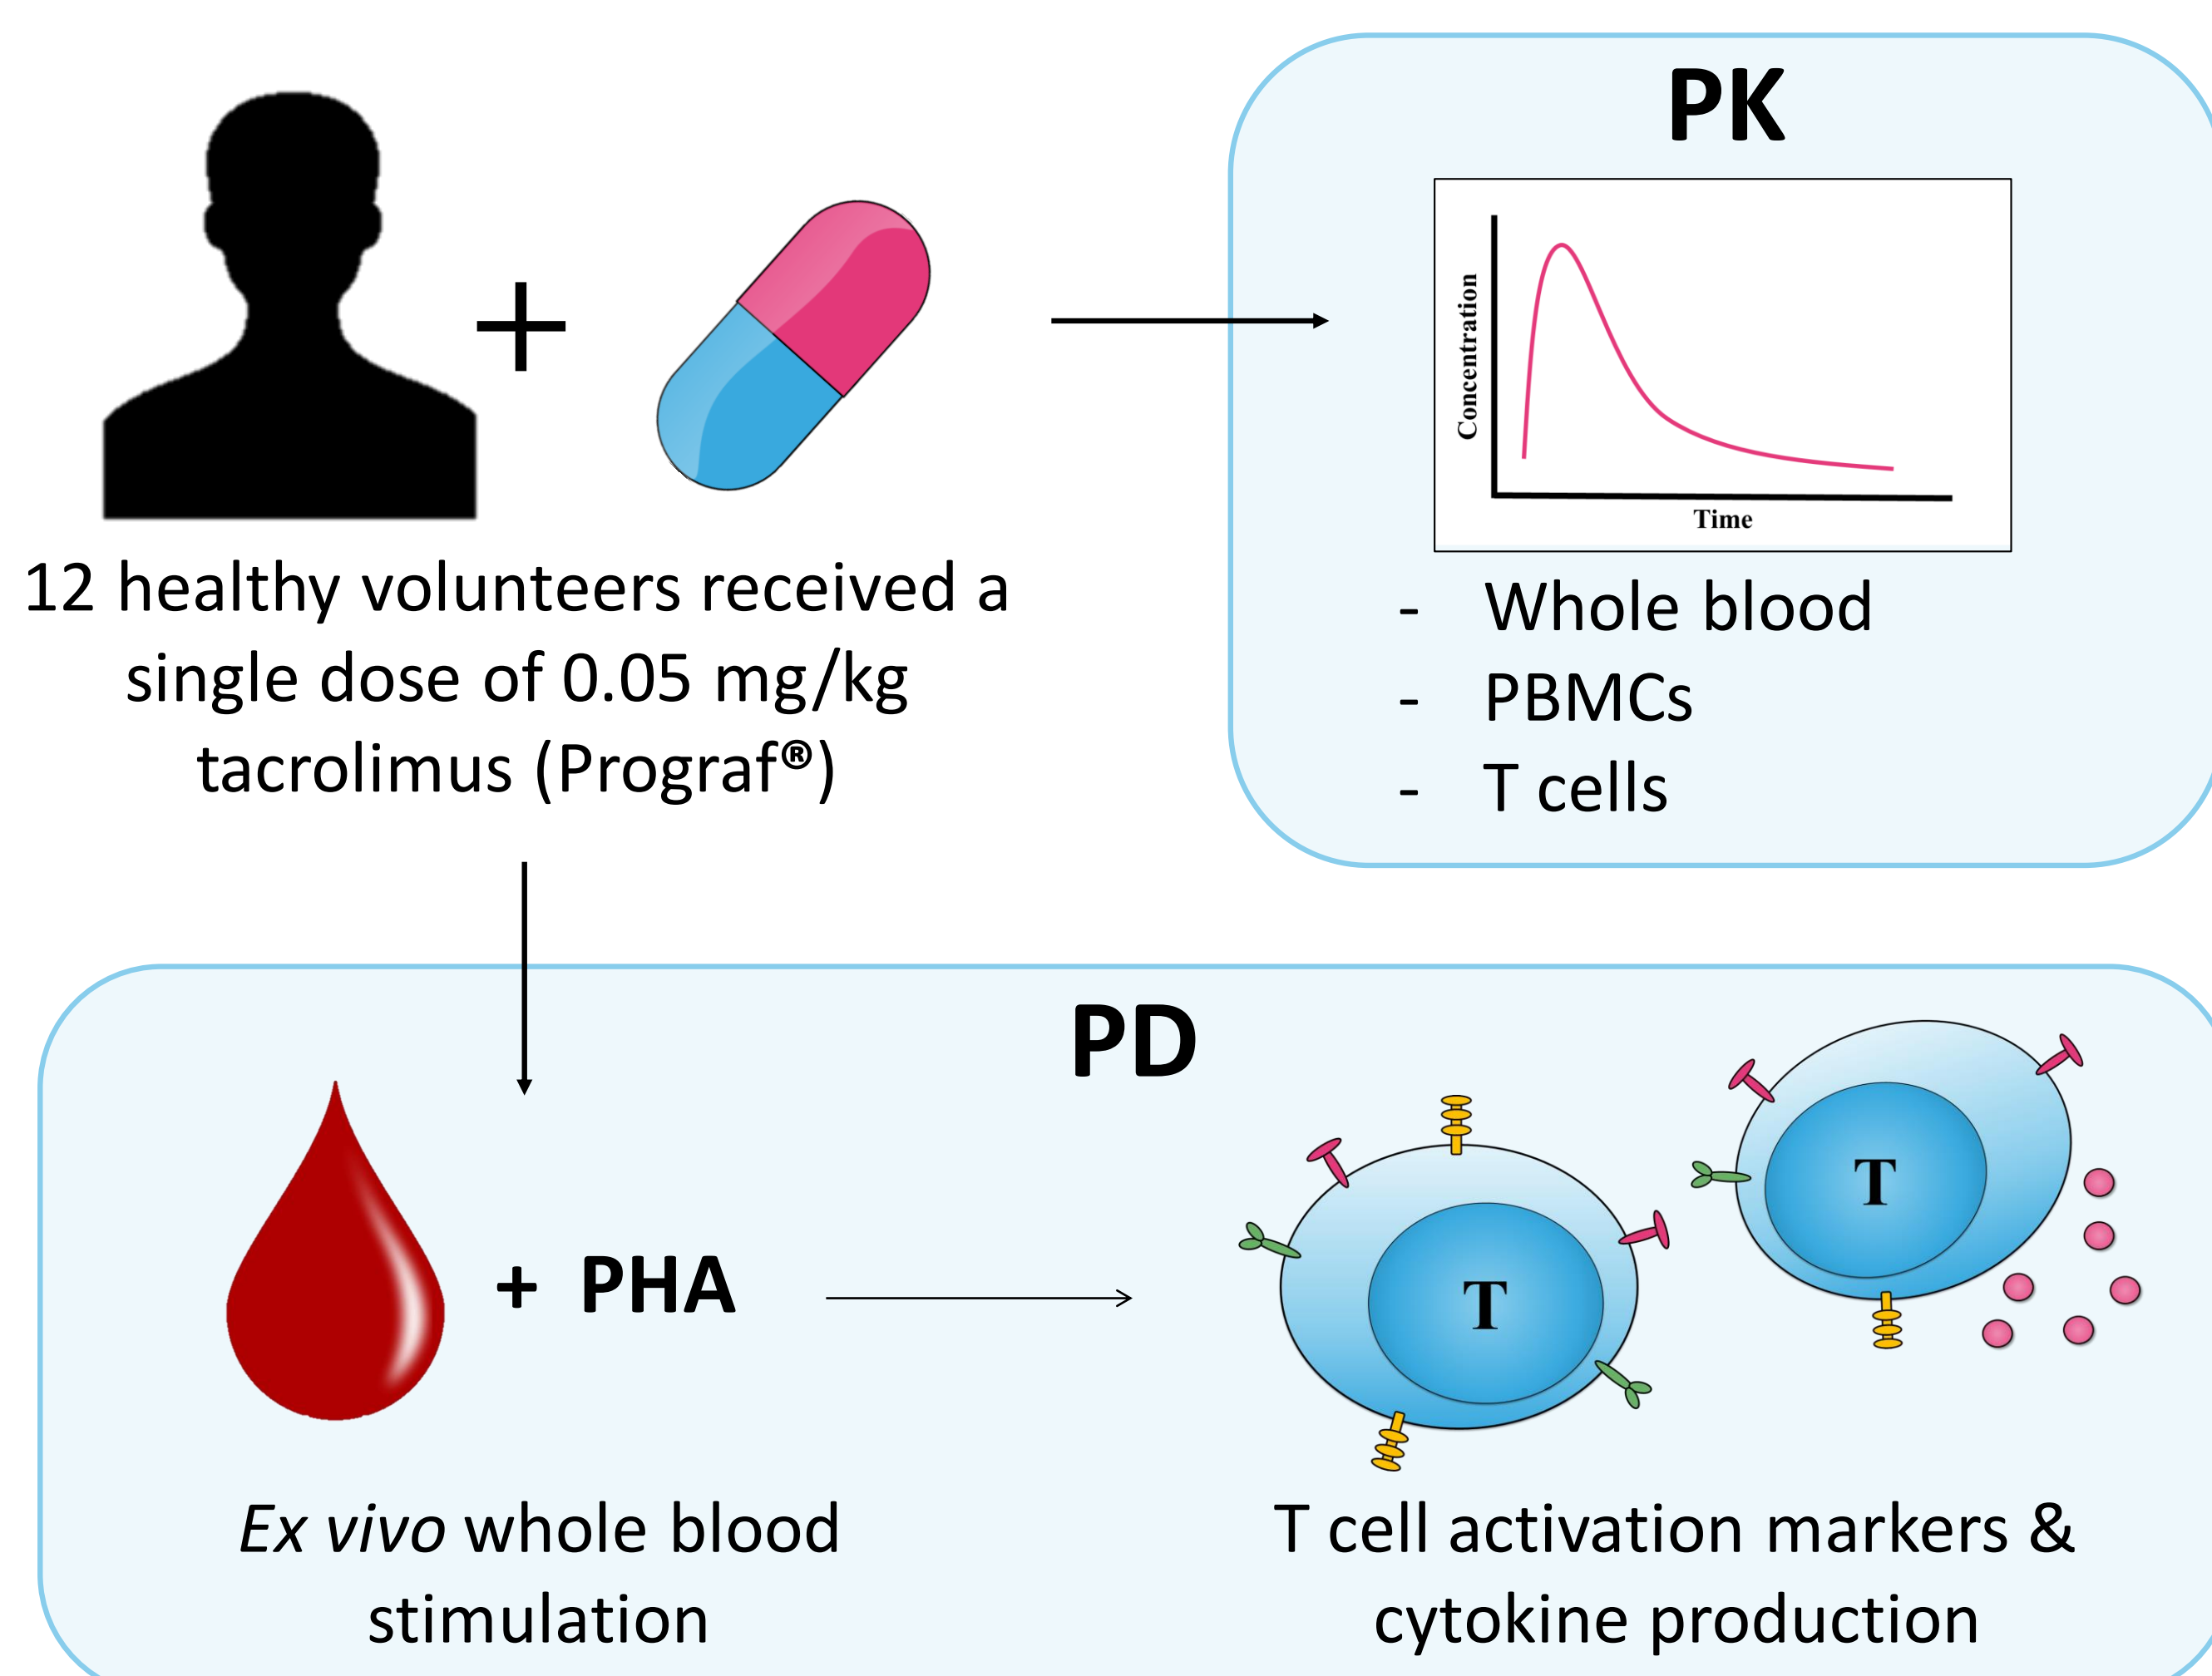 12 healthy volunteers received a
single dose of 0.05 mg/kg
tacrolimus (Prograf®)
PK
Concentration
Time
- Whole blood
- PBMCs
- T cells
PD
+ PHA
T
T
Ex vivo whole blood
stimulation
T cell activation markers &
cytokine production